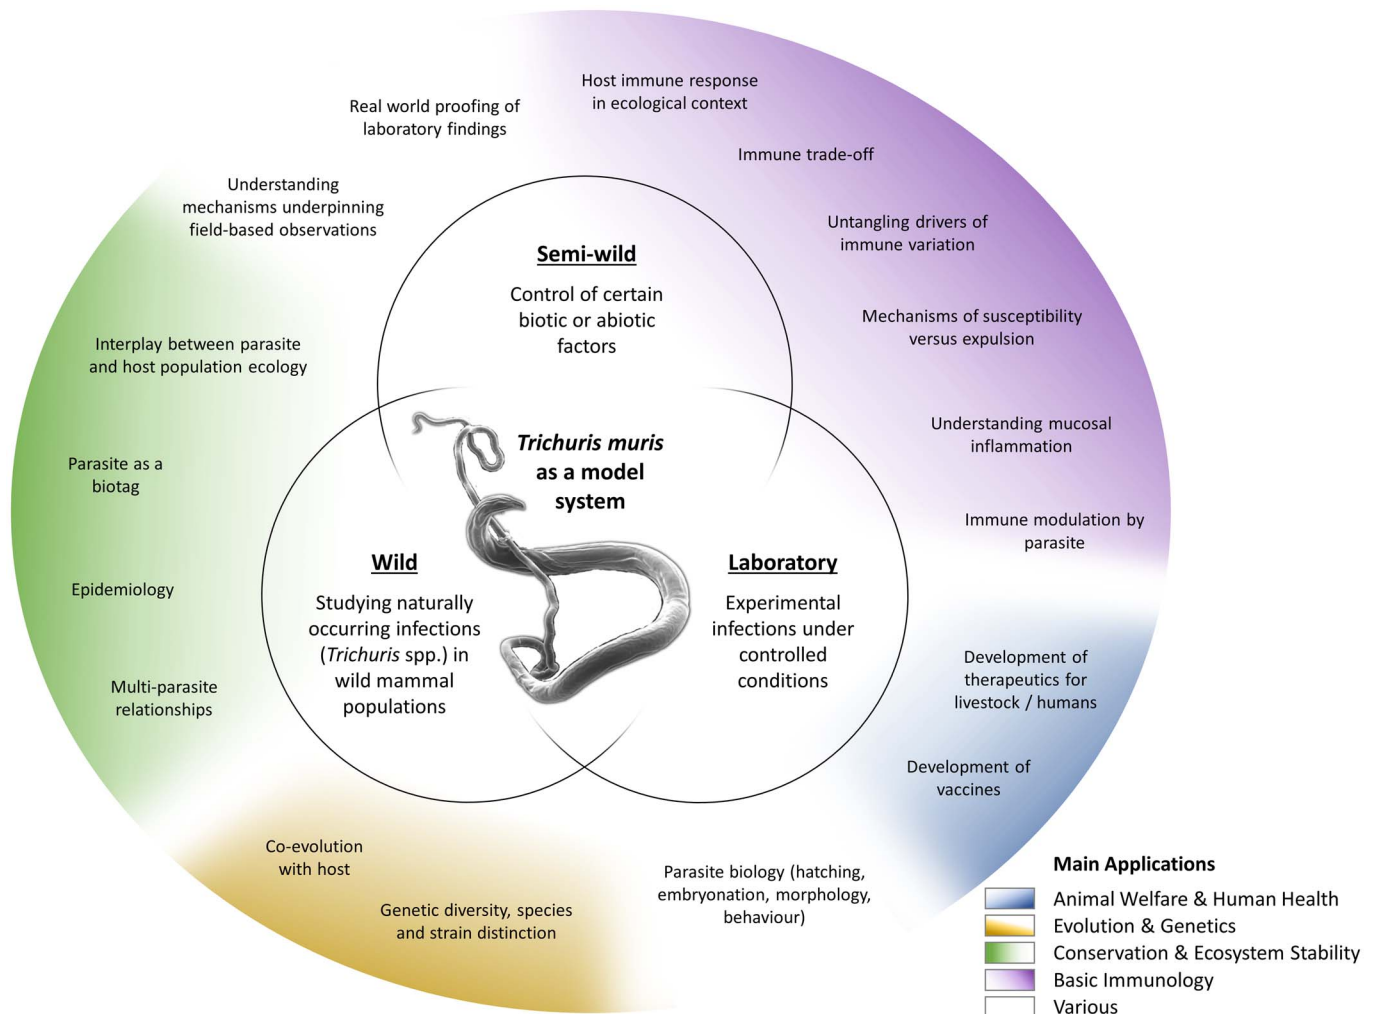 Host immune response
in ecological context
Real world proofing of
laboratory findings
Immune trade-off
Understanding
mechanisms underpinning
field-based observations
Untangling drivers of
immune variation
Semi-wild
Control of certain
biotic or abiotic
factors
Mechanisms of susceptibility
versus expulsion
Interplay between parasite
and host population ecology
Understanding mucosal
inflammation
Trichuris muris
as a model
system
Parasite as a
biotag
Immune modulation by
parasite
Wild
Studying naturally
occurring infections
(Trichuris spp.) in
wild mammal
populations
Laboratory
Experimental
infections under
controlled
conditions
Epidemiology
Development of
therapeutics for
livestock / humans
Multi-parasite
relationships
Development of
vaccines
Co-evolution
with host
Parasite biology (hatching,
embryonation, morphology,
behaviour)
Genetic diversity, species
and strain distinction
Main Applications
Animal Welfare & Human Health
Evolution & Genetics
Conservation & Ecosystem Stability
Basic Immunology
Various